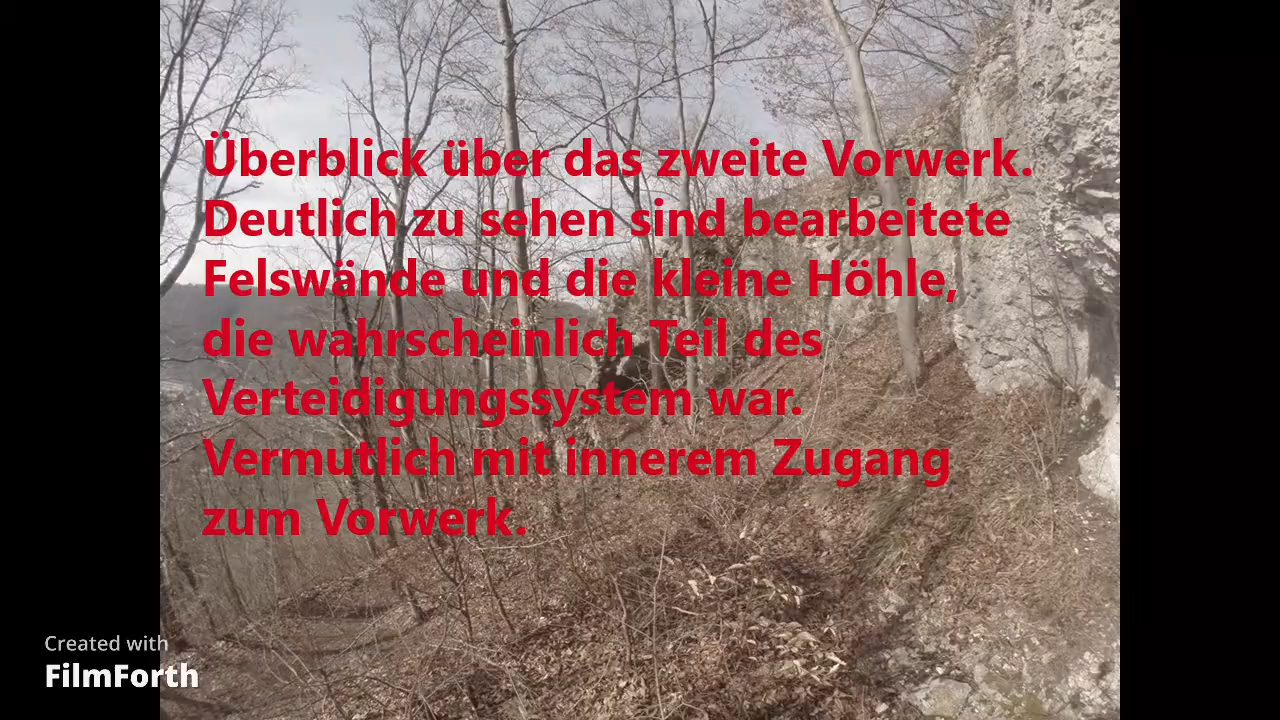 Überblick über das zweite Vorwerk.
Deutlich zu sehen sind bearbeitete
Felswände und die kleine Höhle,
die wahrscheinlich Teil des
Verteidigungssystem war.
Vermutlich mit innerem Zugang
zum Vorwerk.
Created with
FilmForth